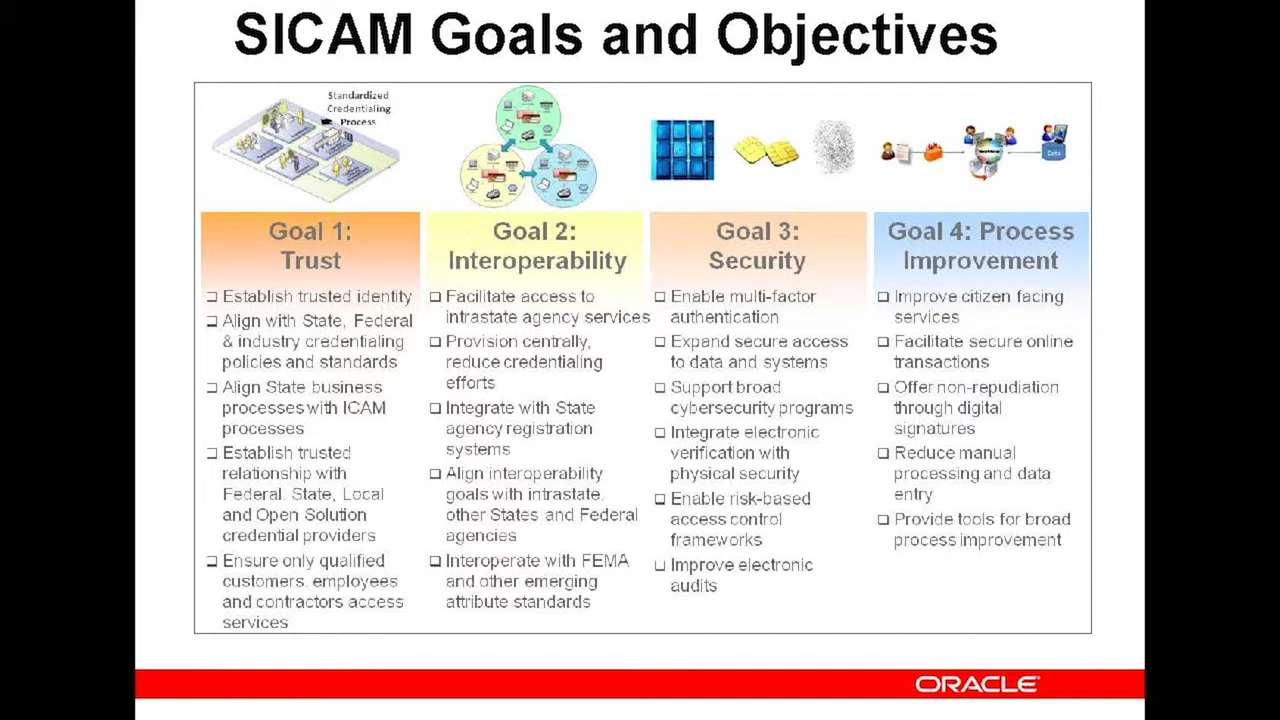 SICAM Goals and Objectives
Standardized
Credentialing
Process
Data
Goal 1:
Trust
❑ Establish trusted identity
❑ Align with State, Federal
& industry credentialing
policies and standards
❑ Align State business
processes with ICAM
processes
❑ Establish trusted
relationship with
Federal, State, Local
and Open Solution
credential providers
❑ Ensure only qualified
customers, employees
and contractors access
services
Goal 2:
Interoperability
❑ Facilitate access to
intrastate agency services
❑ Provision centrally,
reduce credentialing
efforts
❑ Integrate with State
agency registration
systems
❑ Align interoperability
goals with intrastate,
other States and Federal
agencies
❑ Interoperate with FEMA
and other emerging
attribute standards
Goal 3:
Security
❑ Enable multi-factor
authentication
❑ Expand secure access
to data and systems
❑ Support broad
cybersecurity programs
❑ Integrate electronic
verification with
physical security
❑ Enable risk-based
access control
frameworks
❑ Improve electronic
audits
Goal 4: Process
Improvement
❑ Improve citizen facing
services
❑ Facilitate secure online
transactions
❑ Offer non-repudiation
through digital
signatures
❑ Reduce manual
processing and data
entry
❑ Provide tools for broad
process improvement
ORACLE